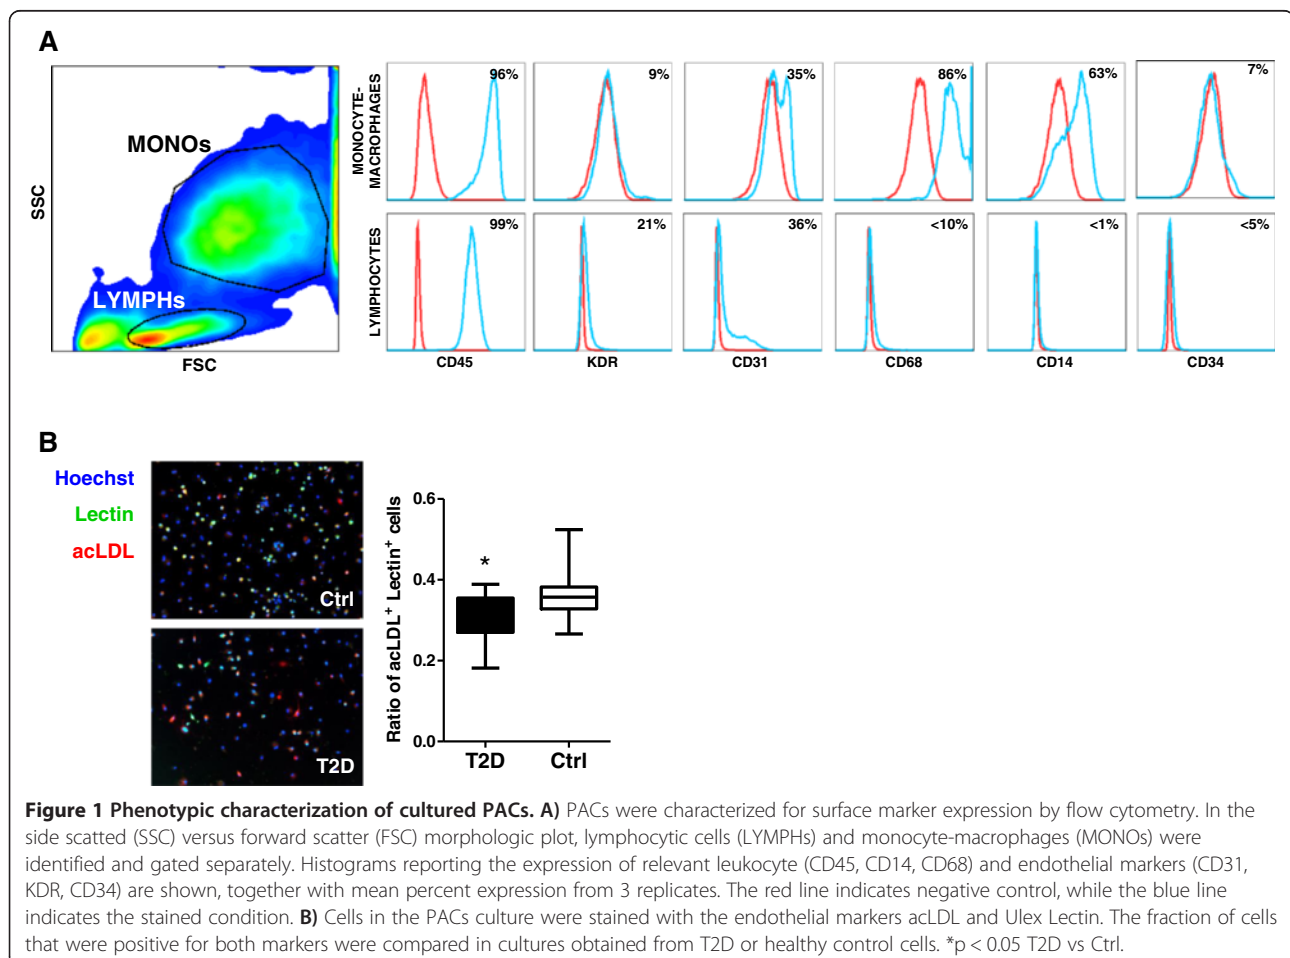 A
MONOs
LYMPHs
SSC
FSC
MONOCYTE-
MACROPHAGES
96%
9%
35%
86%
63%
7%
LYMPHOCYTES
99%
21%
36%
<10%
<1%
<5%
CD45
KDR
CD31
CD68
CD14
CD34
B
Hoechst
Lectin
acLDL
Ctrl
T2D
Ratio of acLDL+ Lectin+ cells
0.6
0.4
0.2
0.0
*
T2D
Ctrl
Figure 1 Phenotypic characterization of cultured PACs. A) PACs were characterized for surface marker expression by flow cytometry. In the
side scatted (SSC) versus forward scatter (FSC) morphologic plot, lymphocytic cells (LYMPHs) and monocyte-macrophages (MONOs) were
identified and gated separately. Histograms reporting the expression of relevant leukocyte (CD45, CD14, CD68) and endothelial markers (CD31,
KDR, CD34) are shown, together with mean percent expression from 3 replicates. The red line indicates negative control, while the blue line
indicates the stained condition. B) Cells in the PACs culture were stained with the endothelial markers acLDL and Ulex Lectin. The fraction of cells
that were positive for both markers were compared in cultures obtained from T2D or healthy control cells. *p < 0.05 T2D vs Ctrl.